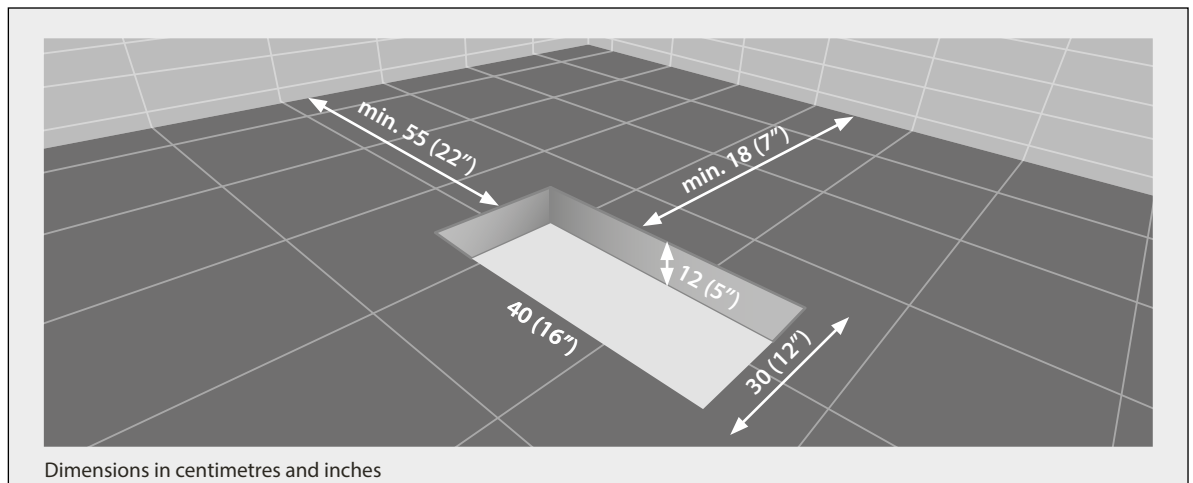 min. 55 (22″)
min. 18 (7″)
12 (5″)
40 (16″)
30 (12″)
Dimensions in centimetres and inches